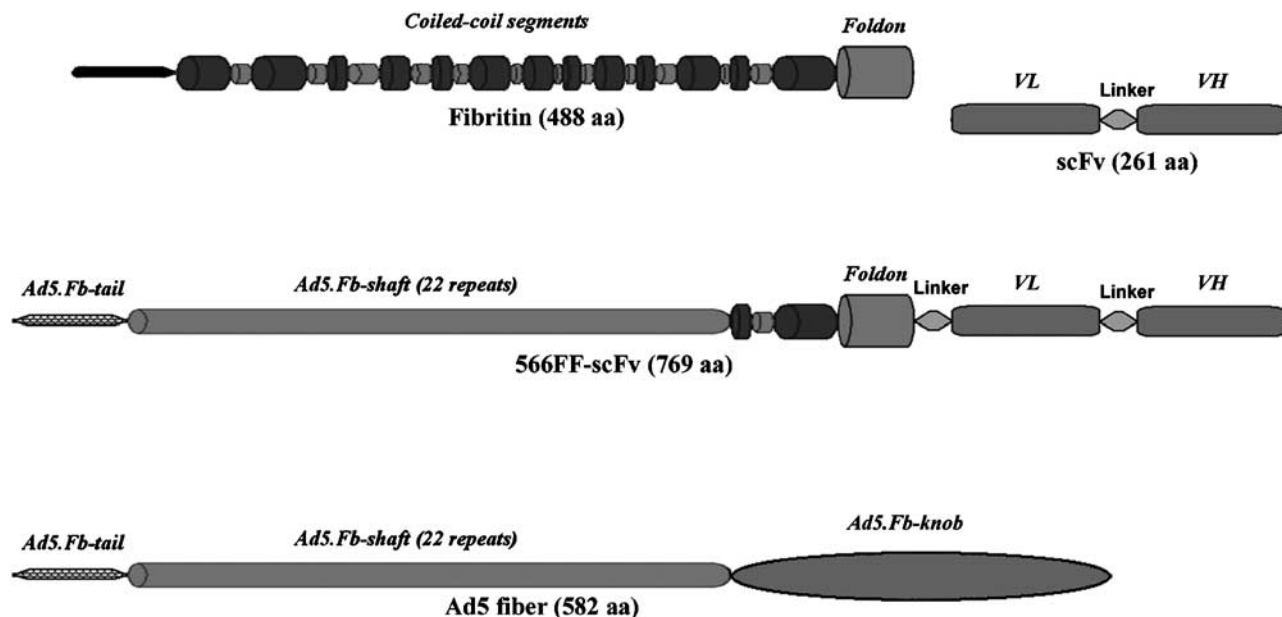 Coiled-coil segments
Foldon
Fibritin (488 aa)
VL
Linker
VH
scFv (261 aa)
Ad5.Fb-tail
Ad5.Fb-shaft (22 repeats)
Foldon
Linker
VL
Linker
VH
566FF-scFv (769 aa)
Ad5.Fb-tail
Ad5.Fb-shaft (22 repeats)
Ad5.Fb-knob
Ad5 fiber (582 aa)